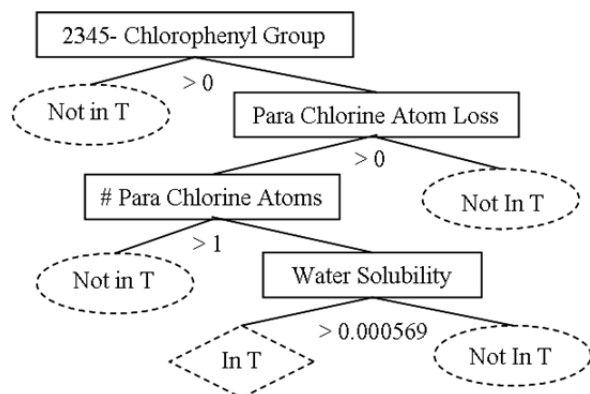 2345- Chlorophenyl Group
> 0
Not in T
Para Chlorine Atom Loss
> 0
# Para Chlorine Atoms
Not In T
> 1
Not in T
Water Solubility
> 0.000569
In T
Not In T